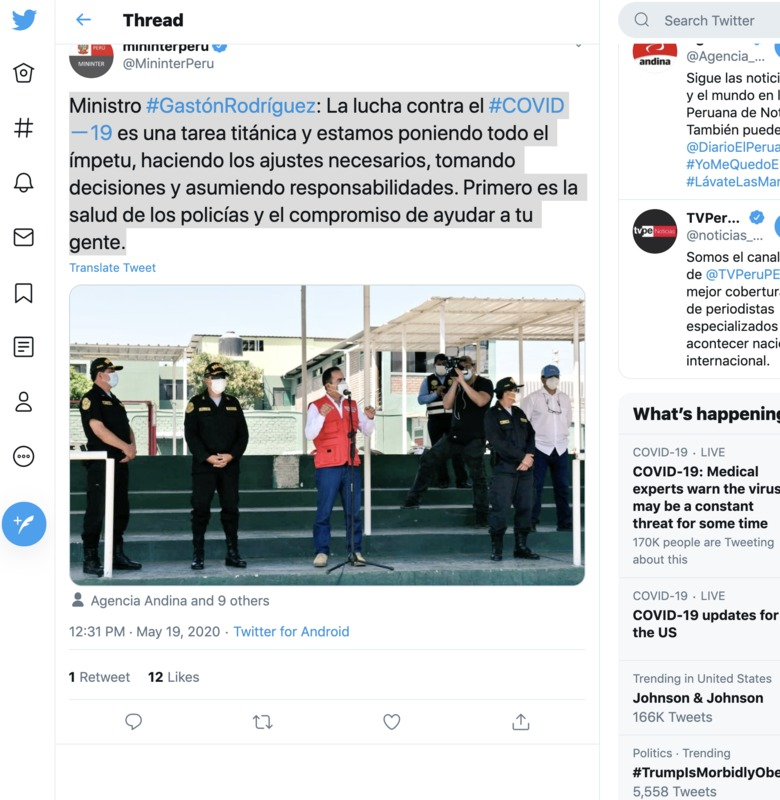 Thread
Search Twitter
mininterperu
@MininterPeru
PERÚ
MININTER
Ministro #GastónRodríguez: La lucha contra el #COVID
—19 es una tarea titánica y estamos poniendo todo el
ímpetu, haciendo los ajustes necesarios, tomando
decisiones y asumiendo responsabilidades. Primero es la
salud de los policías y el compromiso de ayudar a tu
gente.
Translate Tweet
Agencia Andina and 9 others
12:31 PM · May 19, 2020 · Twitter for Android
1 Retweet 12 Likes
andina
@Agencia_...
Sigue las notici
y el mundo en l
Peruana de Not
También puede
@DiarioElPerua
#YoMeQuedoE
#LávateLasMar
tvpe Noticias
TVPer...
@noticias_...
Somos el canal
de @TVPeruPE
mejor cobertura
de periodistas
especializados
acontecer naci
internacional.
What's happening
COVID-19 · LIVE
COVID-19: Medical
experts warn the virus
may be a constant
threat for some time
170K people are Tweeting
about this
COVID-19 · LIVE
COVID-19 updates for
the US
Trending in United States
Johnson & Johnson
166K Tweets
Politics · Trending
#TrumpIsMorbidlyObe
5,558 Tweets